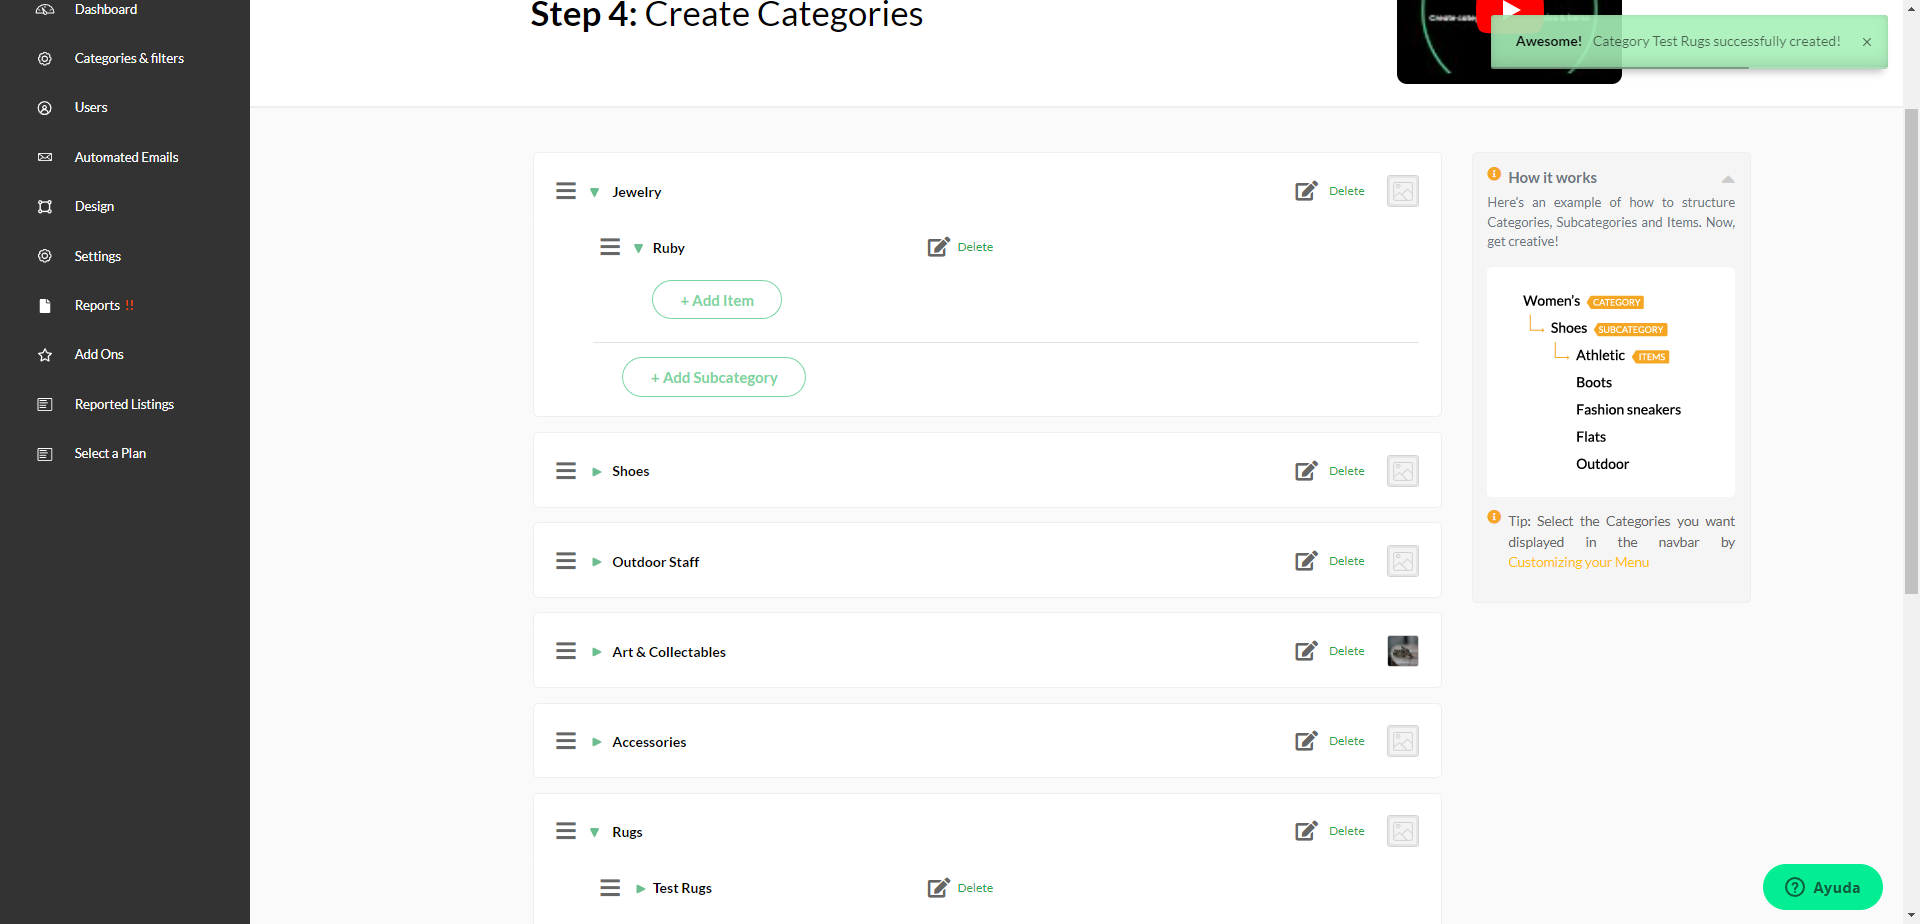 Dashboard
Categories & filters
Users
Automated Emails
Design
Settings
Reports !!
Add Ons
Reported Listings
Select a Plan
Step 4: Create Categories
Awesome! Category Test Rugs successfully created! ×
Jewelry
Delete
Ruby
Delete
+ Add Item
+ Add Subcategory
Shoes
Delete
Outdoor Staff
Delete
Art & Collectables
Delete
Accessories
Delete
Rugs
Delete
Test Rugs
Delete
How it works
Here's an example of how to structure
Categories, Subcategories and Items. Now,
get creative!
Women's CATEGORY
Shoes SUBCATEGORY
Athletic ITEMS
Boots
Fashion sneakers
Flats
Outdoor
Tip: Select the Categories you want
displayed in the navbar by
Customizing your Menu
Ayuda